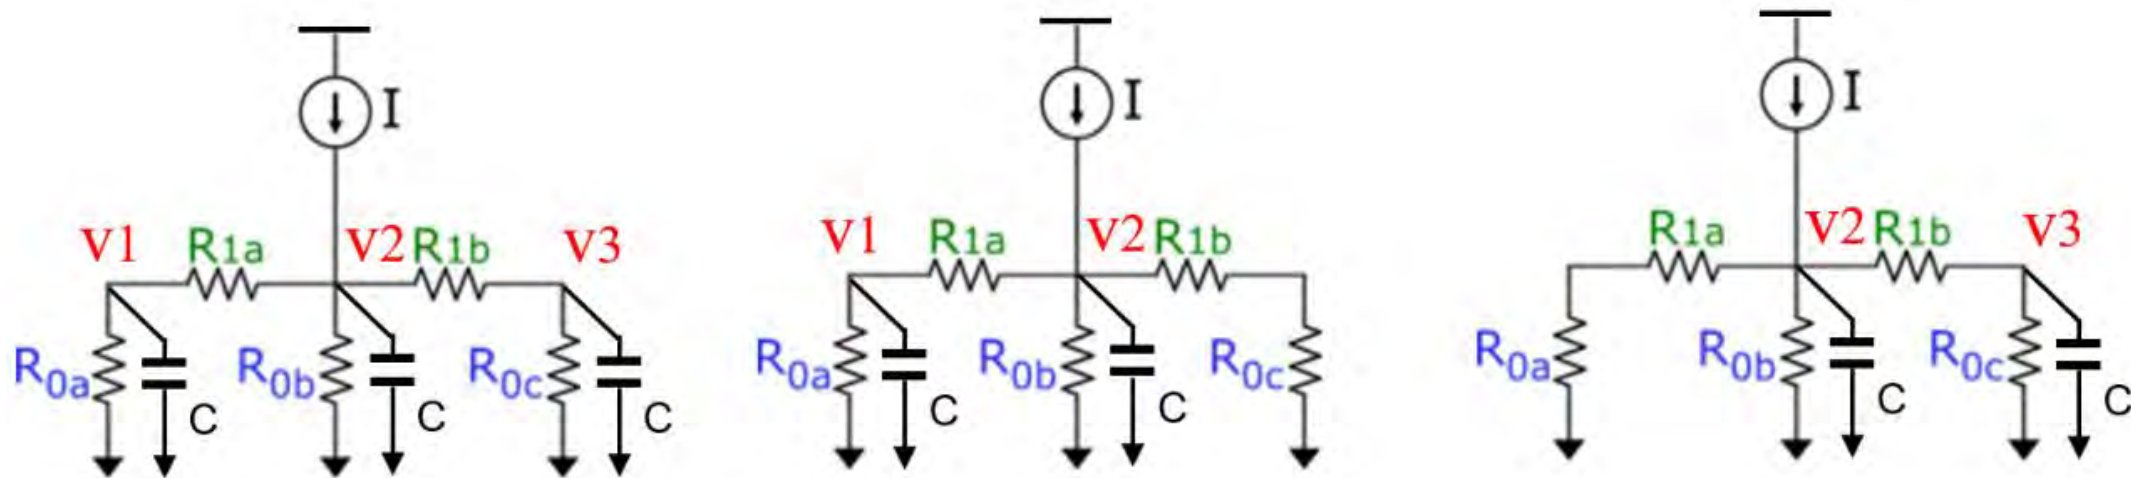 I
V1 R1a V2 R1b V3
R0a C R0b C R0c C
I
V1 R1a V2 R1b
R0a C R0b C R0c
I
R1a V2 R1b V3
R0a R0b C R0c C